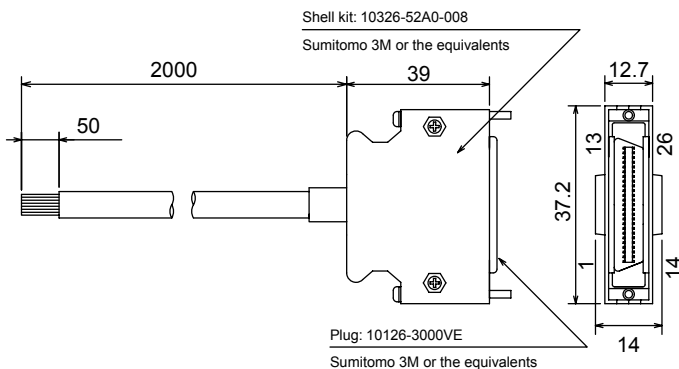 Shell kit: 10326-52A0-008
Sumitomo 3M or the equivalents
2000
39
12.7
50
13
26
37.2
1
14
14
Plug: 10126-3000VE
Sumitomo 3M or the equivalents